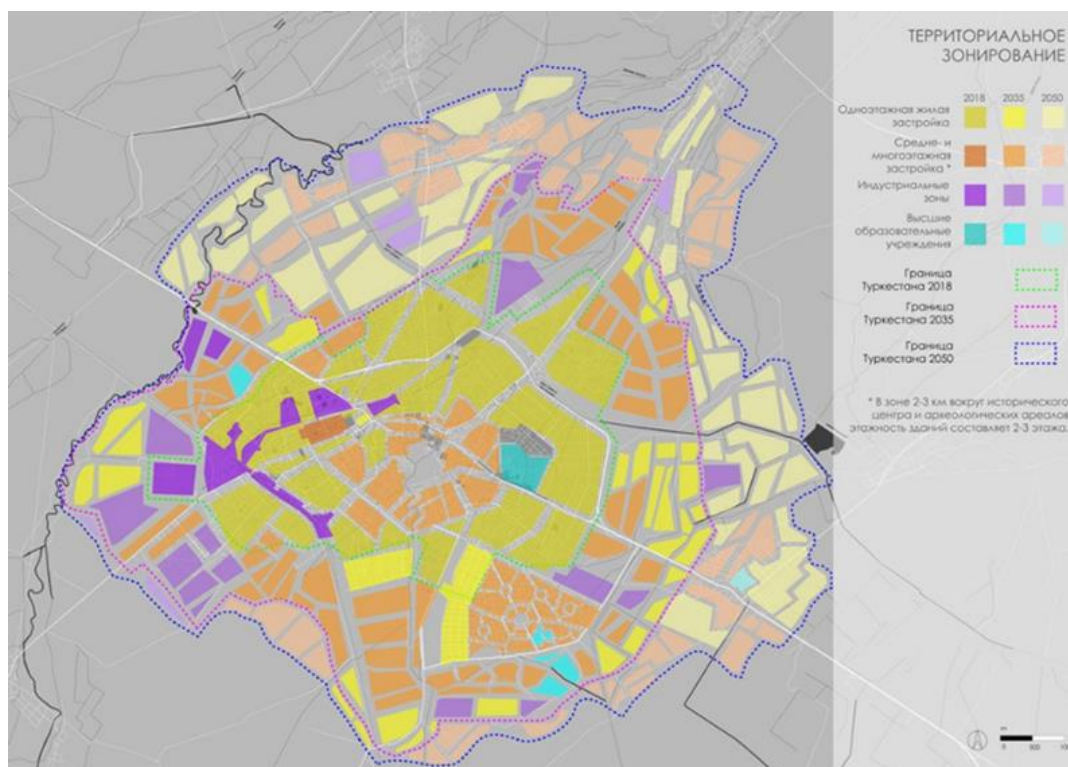 ТЕРРИТОРИАЛЬНОЕ
ЗОНИРОВАНИЕ
2018 2035 2050
Одноэтажная жилая
застройка
Средне- и
многоэтажная
застройка *
Индустриальные
зоны
Высшие
образовательные
учреждения
Граница
Туркестана 2018
Граница
Туркестана 2035
Граница
Туркестана 2050
* В зоне 2-3 км вокруг исторического
центра и археологических ареалов
этажность зданий составляет 2-3 этажа.
0 500